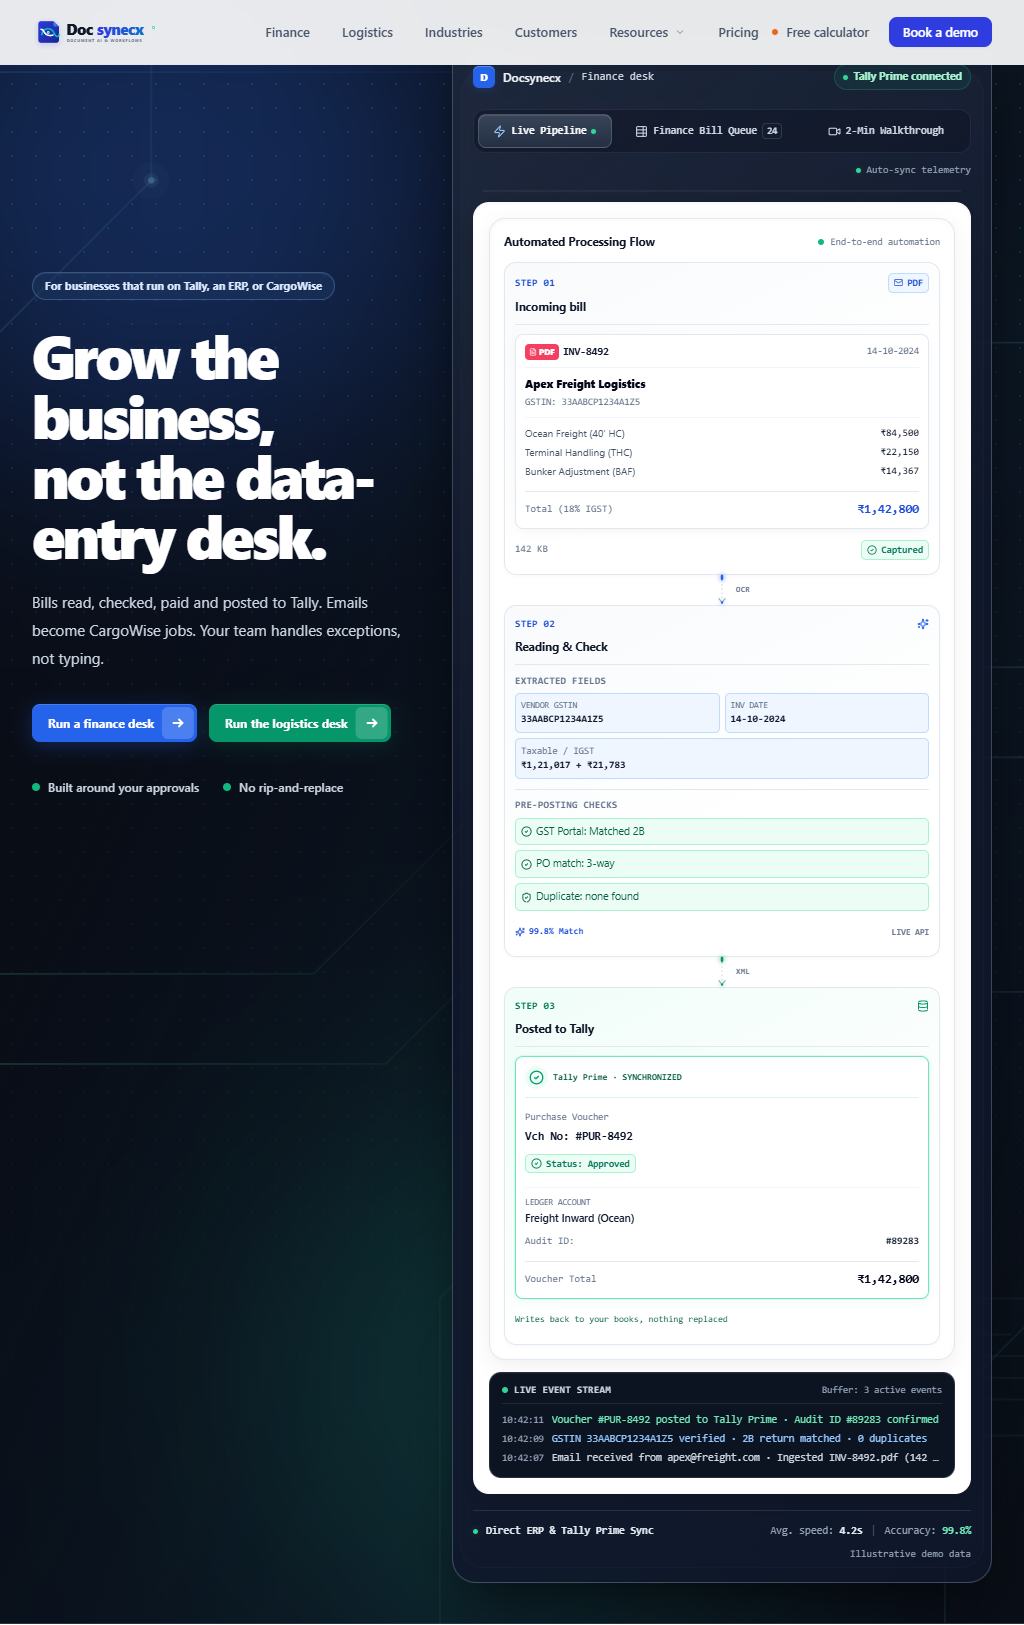 Doc synecx
DOCUMENT AI & WORKFLOWS
Finance
Logistics
Industries
Customers
Resources
Pricing
Free calculator
Book a demo
For businesses that run on Tally, an ERP, or CargoWise
Grow the
business,
not the data-
entry desk.
Bills read, checked, paid and posted to Tally. Emails
become CargoWise jobs. Your team handles exceptions,
not typing.
Run a finance desk →
Run the logistics desk →
Built around your approvals
No rip-and-replace
D Docsynecx / Finance desk
Tally Prime connected
Live Pipeline
Finance Bill Queue 24
2-Min Walkthrough
Auto-sync telemetry
Automated Processing Flow
End-to-end automation
STEP 01
PDF
Incoming bill
PDF INV-8492
14-10-2024
Apex Freight Logistics
GSTIN: 33AABCP1234A1Z5
Ocean Freight (40' HC) ₹84,500
Terminal Handling (THC) ₹22,150
Bunker Adjustment (BAF) ₹14,367
Total (18% IGST) ₹1,42,800
142 KB
Captured
OCR
STEP 02
Reading & Check
EXTRACTED FIELDS
VENDOR GSTIN
33AABCP1234A1Z5
INV DATE
14-10-2024
Taxable / IGST
₹1,21,017 + ₹21,783
PRE-POSTING CHECKS
GST Portal: Matched 2B
PO match: 3-way
Duplicate: none found
99.8% Match
LIVE API
XML
STEP 03
Posted to Tally
Tally Prime · SYNCHRONIZED
Purchase Voucher
Vch No: #PUR-8492
Status: Approved
LEDGER ACCOUNT
Freight Inward (Ocean)
Audit ID: #89283
Voucher Total ₹1,42,800
Writes back to your books, nothing replaced
LIVE EVENT STREAM
Buffer: 3 active events
10:42:11 Voucher #PUR-8492 posted to Tally Prime · Audit ID #89283 confirmed
10:42:09 GSTIN 33AABCP1234A1Z5 verified · 2B return matched · 0 duplicates
10:42:07 Email received from apex@freight.com · Ingested INV-8492.pdf (142 …
Direct ERP & Tally Prime Sync
Avg. speed: 4.2s | Accuracy: 99.8%
Illustrative demo data